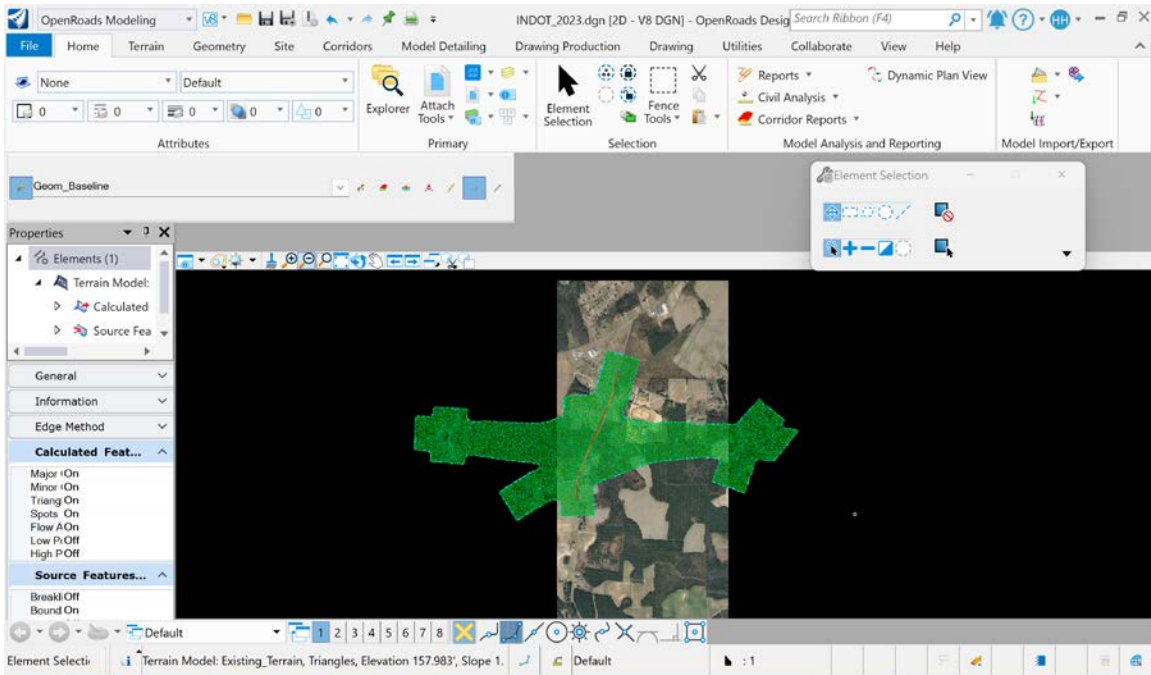 OpenRoads Modeling
INDOT_2023.dgn [2D - V8 DGN] - OpenRoads Desig
Search Ribbon (F4)
HH
File Home Terrain Geometry Site Corridors Model Detailing Drawing Production Drawing Utilities Collaborate View Help
None Default
0 0 0 0 0
Attributes
Explorer
Attach Tools
Primary
Element Selection
Fence Tools
Selection
Reports
Civil Analysis
Corridor Reports
Dynamic Plan View
Model Analysis and Reporting
Model Import/Export
Geom_Baseline
Element Selection
Properties
Elements (1)
Terrain Model:
Calculated
Source Fea
General
Information
Edge Method
Calculated Feat...
Major On
Minor On
Triang On
Spots On
Flow A On
Low P Off
High P Off
Source Features...
Breakli Off
Bound On
Default 1 2 3 4 5 6 7 8
Element Selecti Terrain Model: Existing_Terrain, Triangles, Elevation 157.983', Slope 1. Default : 1